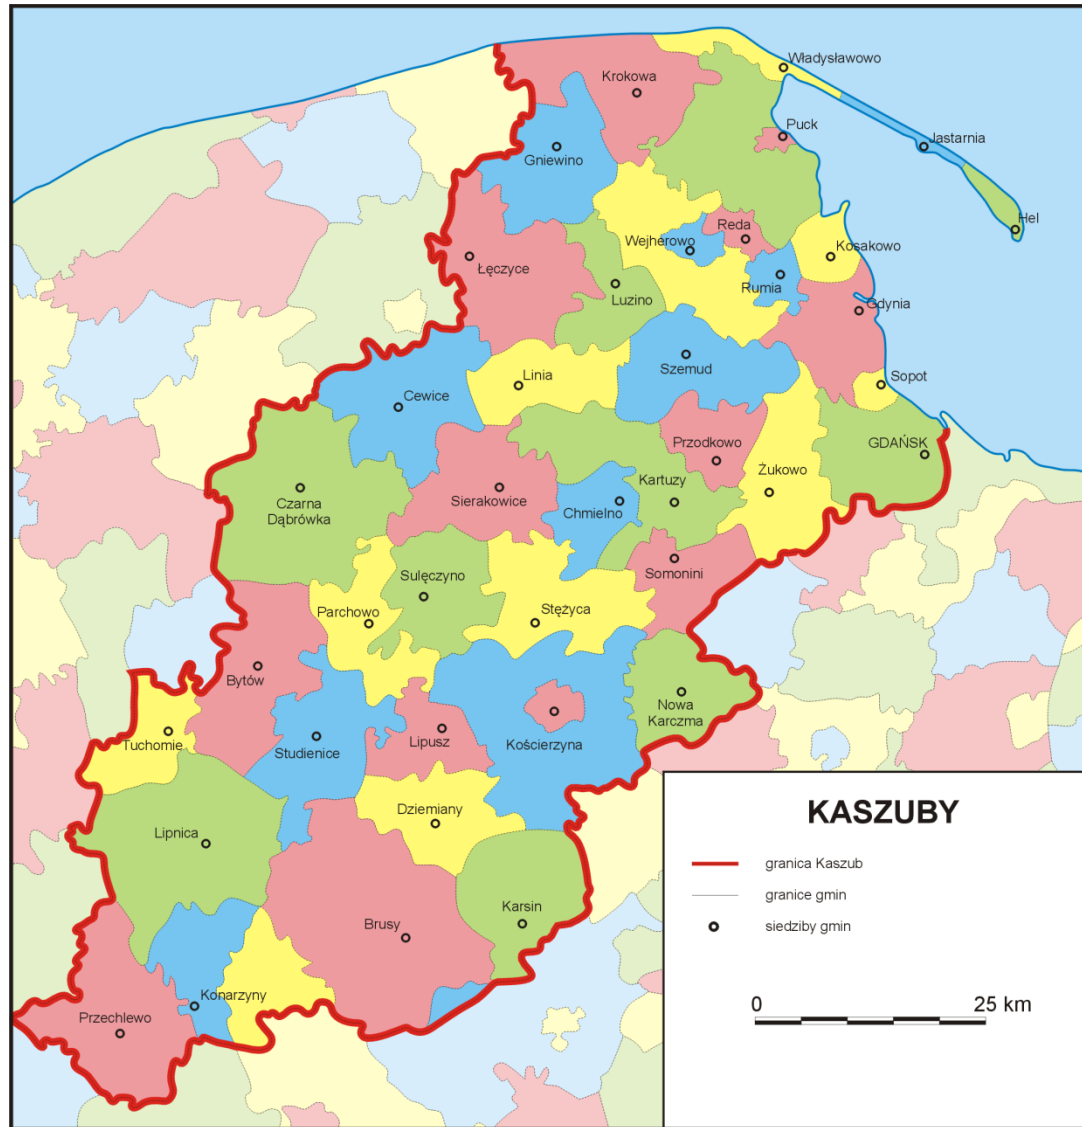 Władysławowo
Krokowa
Puck
Jastarnia
Gniewino
Hel
Reda
Wejherowo
Kosakowo
Łęczyce
Rumia
Luzino
Gdynia
Szemud
Linia
Sopot
Cewice
Przodkowo
GDAŃSK
Żukowo
Kartuzy
Sierakowice
Chmielno
Czarna
Dąbrówka
Somonini
Sulęczyno
Parchowo
Stężyca
Bytów
Nowa
Karczma
Tuchomie
Studienice
Lipusz
Kościerzyna
Dziemiany
Lipnica
Karsin
Brusy
Konarzyny
Przechlewo
KASZUBY
granica Kaszub
granice gmin
siedziby gmin
0 25 km